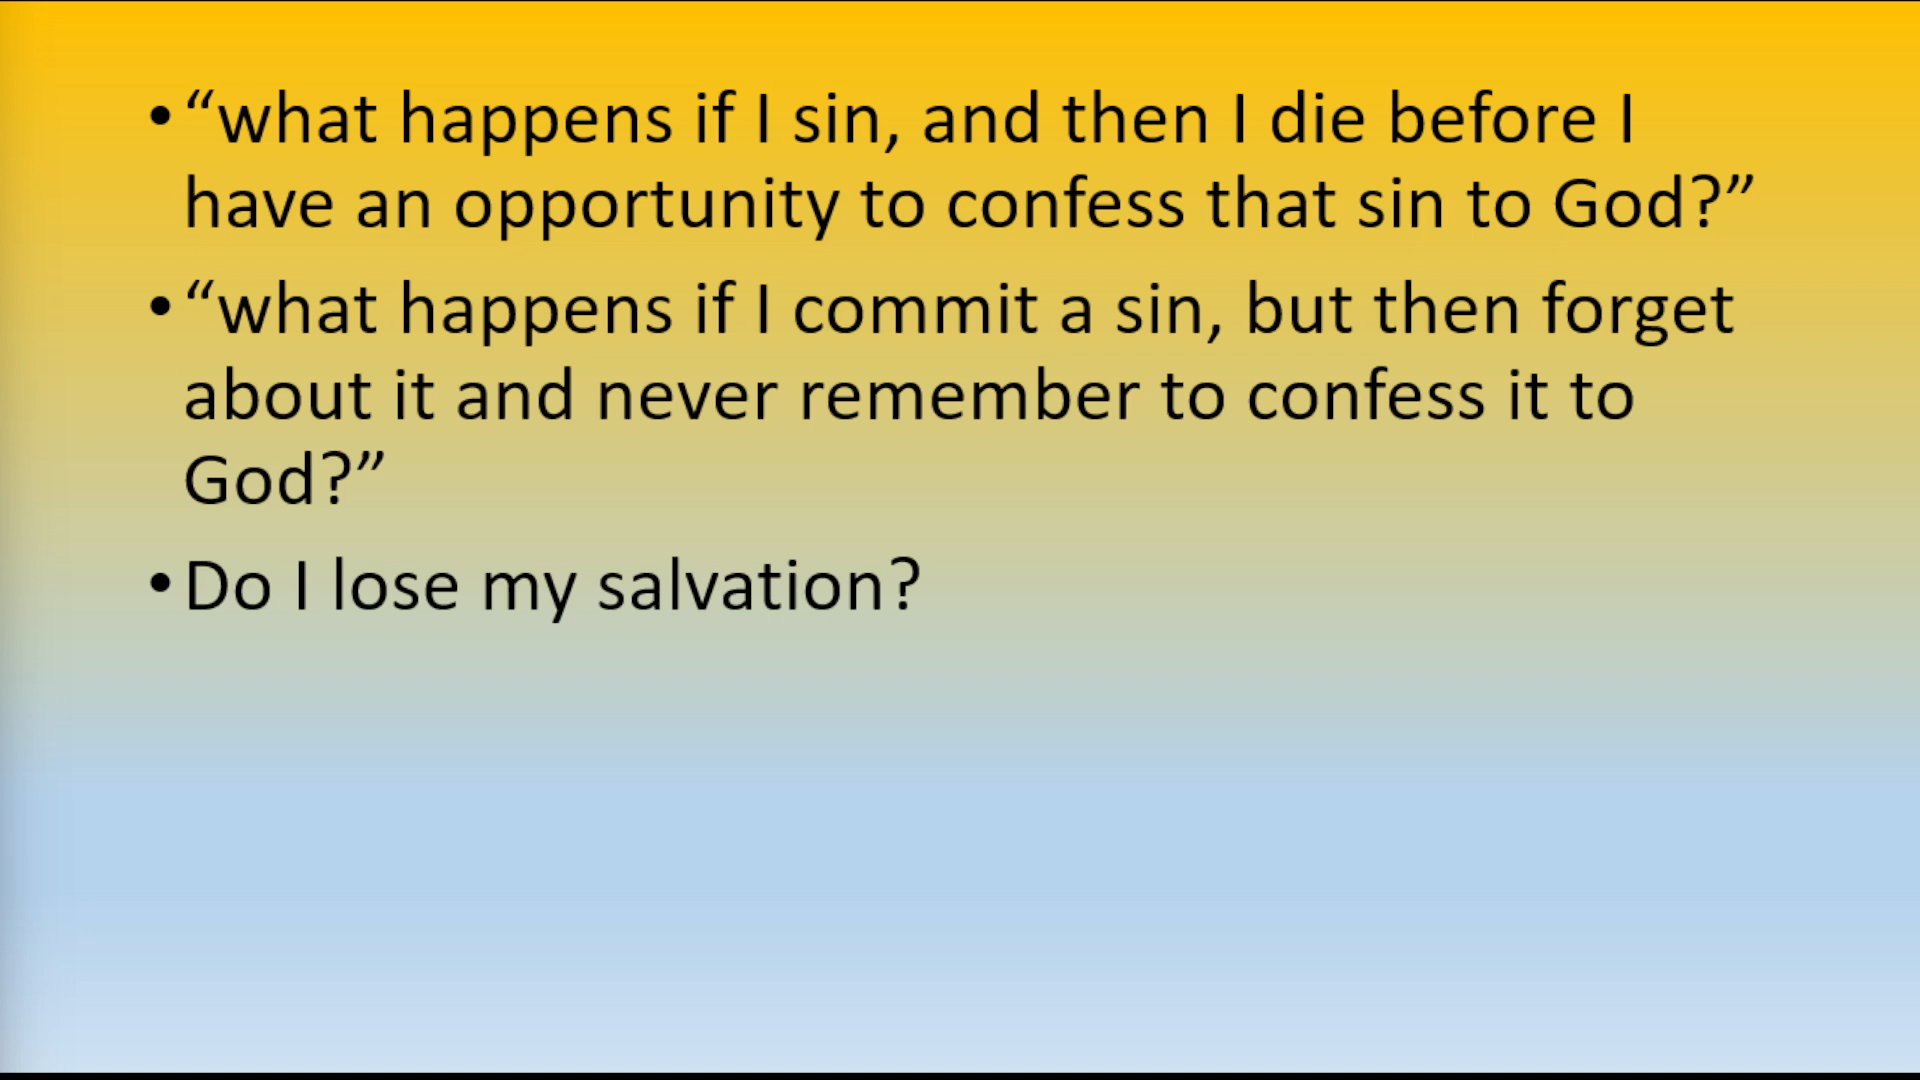 • “what happens if I sin, and then I die before I
have an opportunity to confess that sin to God?”
• “what happens if I commit a sin, but then forget
about it and never remember to confess it to
God?”
• Do I lose my salvation?